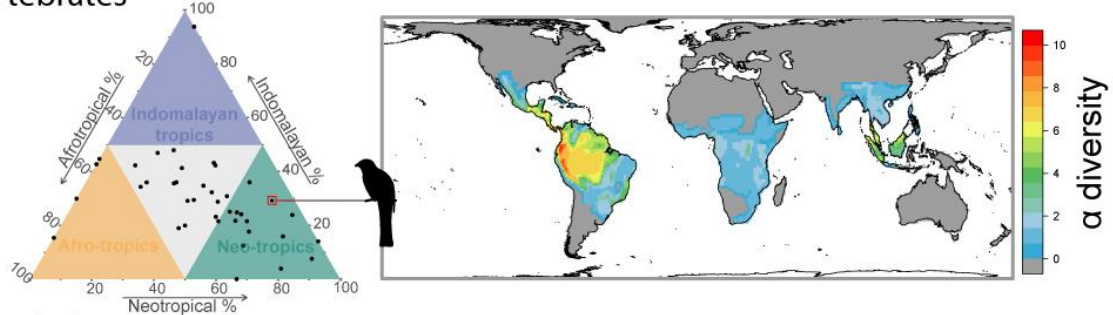 tebrates
100
80
60
40
20
Indomalayan %
Afrotropical %
20
40
60
80
100
Indomalayan
tropics
Afro-tropics
Neo-tropics
20 40 60 80 100
Neotropical %
10
8
6
4
2
0
α diversity